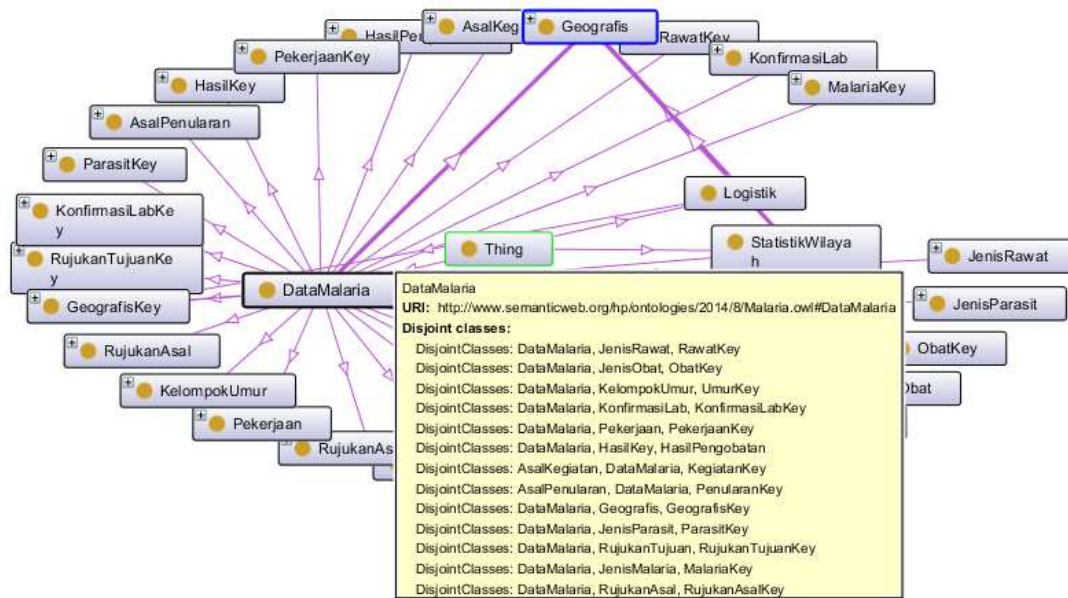 HasilPen
AsalKeg
Geografis
RawatKey
PekerjaanKey
KonfirmasiLab
HasilKey
MalariaKey
AsalPenularan
ParasitKey
Logistik
KonfirmasiLabKe
y
Thing
StatistikWilaya
h
RujukanTujuanKe
y
JenisRawat
DataMalaria
GeografisKey
JenisParasit
RujukanAsal
ObatKey
KelompokUmur
Obat
Pekerjaan
RujukanAs
DataMalaria
URI: http://www.semanticweb.org/hp/ontologies/2014/8/Malaria.owl#DataMalaria
Disjoint classes:
DisjointClasses: DataMalaria, JenisRawat, RawatKey
DisjointClasses: DataMalaria, JenisObat, ObatKey
DisjointClasses: DataMalaria, KelompokUmur, UmurKey
DisjointClasses: DataMalaria, KonfirmasiLab, KonfirmasiLabKey
DisjointClasses: DataMalaria, Pekerjaan, PekerjaanKey
DisjointClasses: DataMalaria, HasilKey, HasilPengobatan
DisjointClasses: AsalKegiatan, DataMalaria, KegiatanKey
DisjointClasses: AsalPenularan, DataMalaria, PenularanKey
DisjointClasses: DataMalaria, Geografis, GeografisKey
DisjointClasses: DataMalaria, JenisParasit, ParasitKey
DisjointClasses: DataMalaria, RujukanTujuan, RujukanTujuanKey
DisjointClasses: DataMalaria, JenisMalaria, MalariaKey
DisjointClasses: DataMalaria, RujukanAsal, RujukanAsalKey